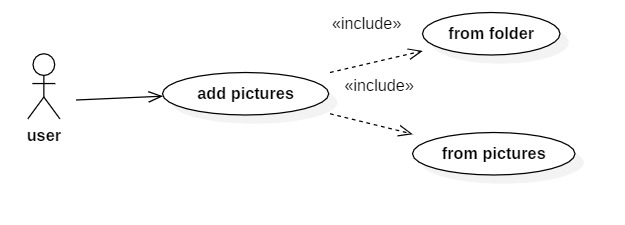 «include»
from folder
add pictures
«include»
user
from pictures